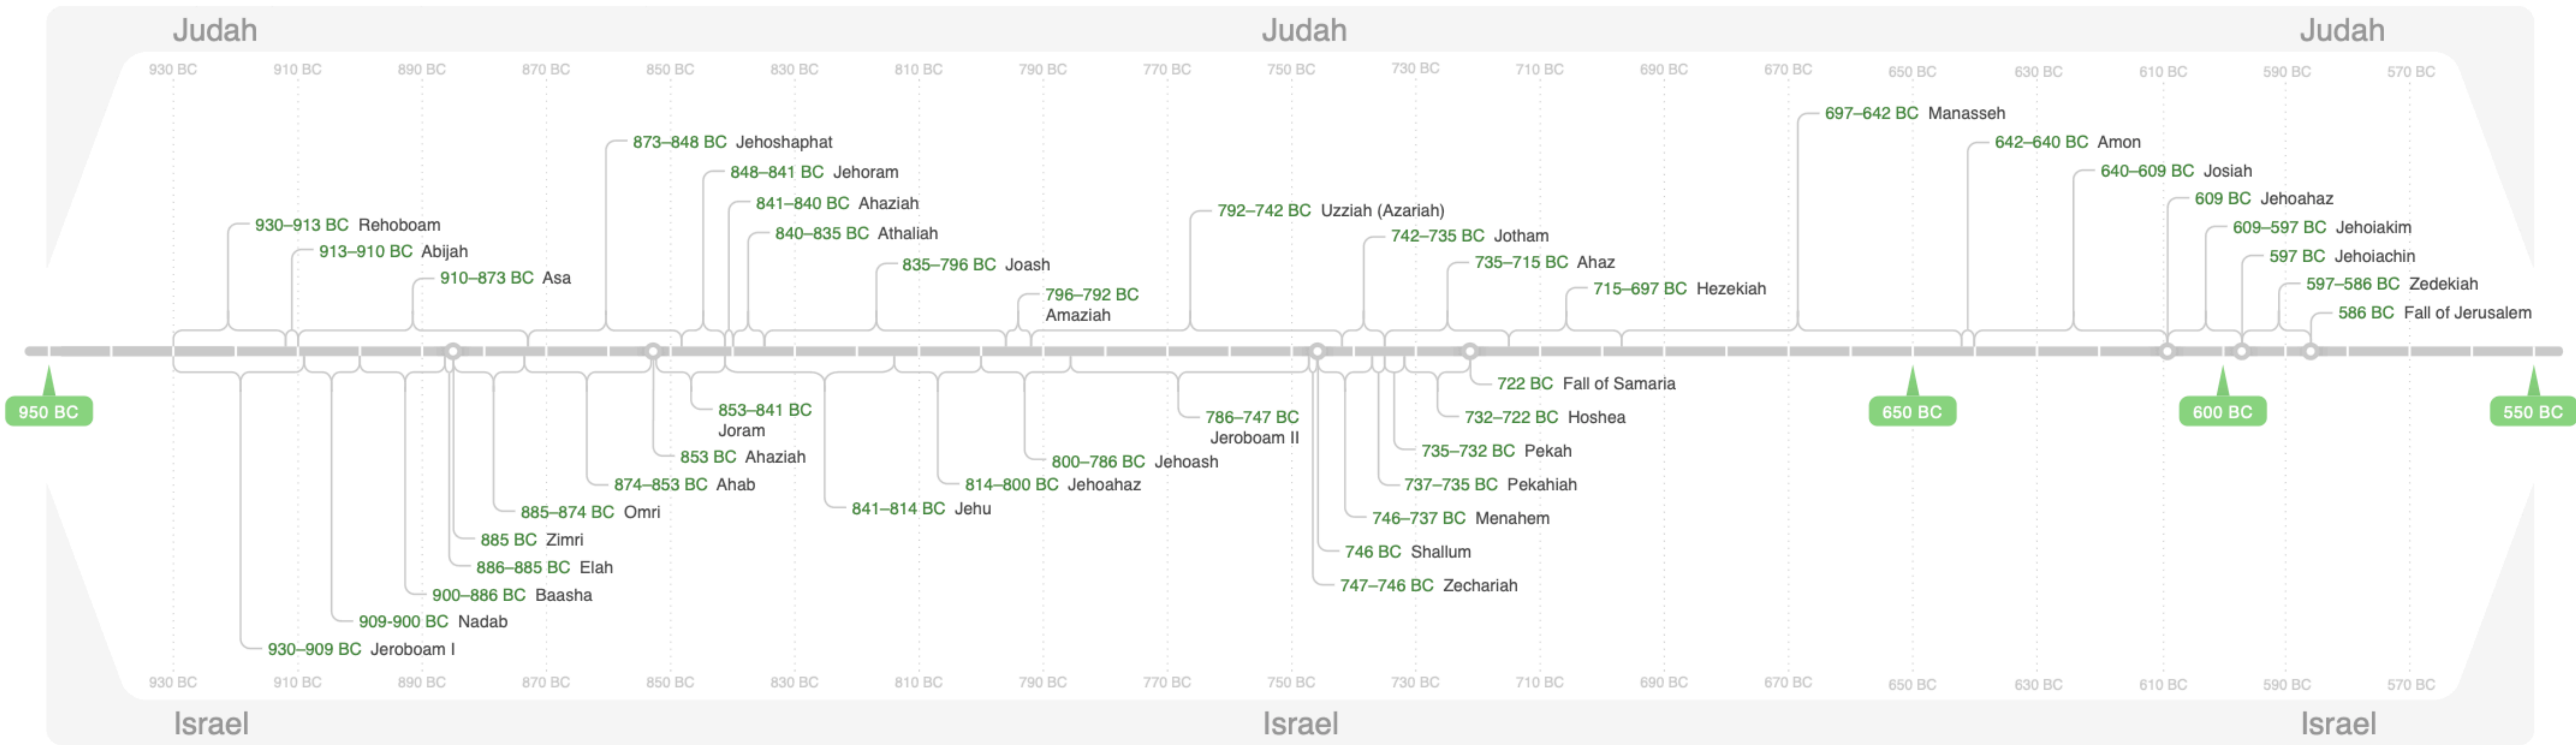 Judah Judah Judah
930 BC 910 BC 890 BC 870 BC 850 BC 830 BC 810 BC 790 BC 770 BC 750 BC 730 BC 710 BC 690 BC 670 BC 650 BC 630 BC 610 BC 590 BC 570 BC
697–642 BC Manasseh
873–848 BC Jehoshaphat
642–640 BC Amon
848–841 BC Jehoram
640–609 BC Josiah
841–840 BC Ahaziah
609 BC Jehoahaz
792–742 BC Uzziah (Azariah)
930–913 BC Rehoboam
609–597 BC Jehoiakim
840–835 BC Athaliah
742–735 BC Jotham
913–910 BC Abijah
597 BC Jehoiachin
835–796 BC Joash
735–715 BC Ahaz
910–873 BC Asa
597–586 BC Zedekiah
715–697 BC Hezekiah
796–792 BC
Amaziah
586 BC Fall of Jerusalem
722 BC Fall of Samaria
950 BC
650 BC
600 BC
550 BC
853–841 BC
Joram
786–747 BC
Jeroboam II
732–722 BC Hoshea
735–732 BC Pekah
853 BC Ahaziah
800–786 BC Jehoash
874–853 BC Ahab
814–800 BC Jehoahaz
737–735 BC Pekahiah
841–814 BC Jehu
885–874 BC Omri
746–737 BC Menahem
885 BC Zimri
746 BC Shallum
886–885 BC Elah
747–746 BC Zechariah
900–886 BC Baasha
909-900 BC Nadab
930–909 BC Jeroboam I
930 BC 910 BC 890 BC 870 BC 850 BC 830 BC 810 BC 790 BC 770 BC 750 BC 730 BC 710 BC 690 BC 670 BC 650 BC 630 BC 610 BC 590 BC 570 BC
Israel Israel Israel